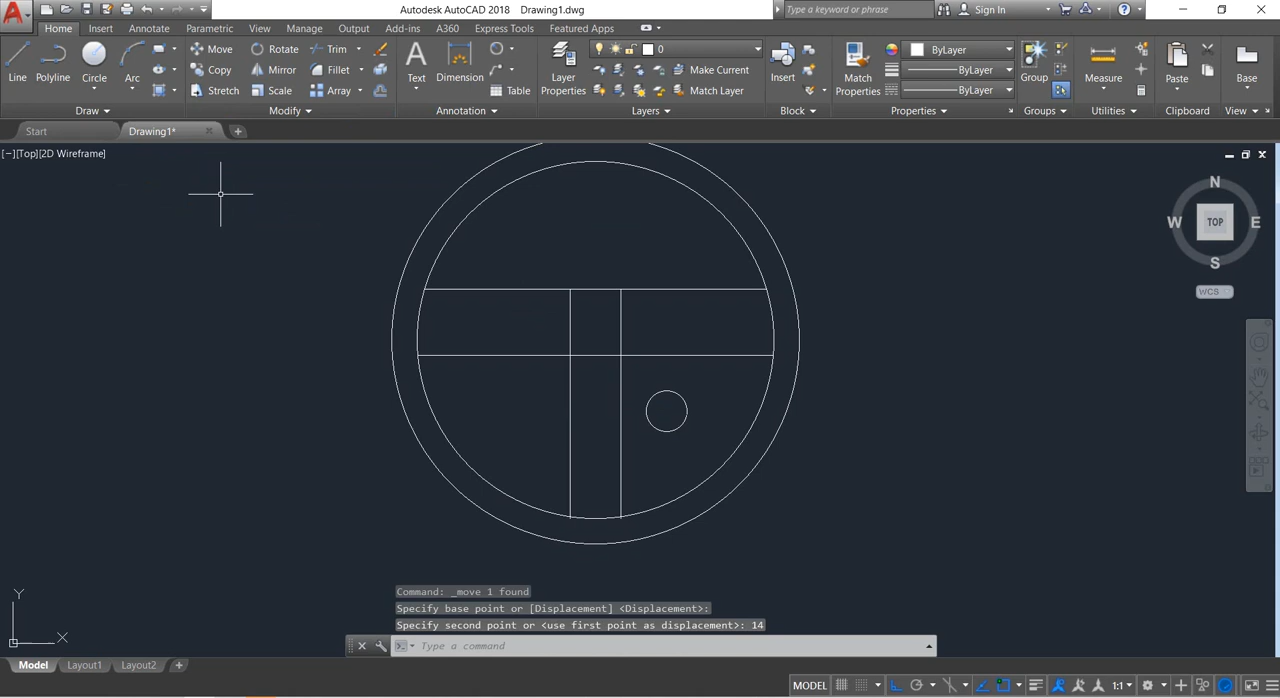 Autodesk AutoCAD 2018 Drawing1.dwg
Type a keyword or phrase
Sign In
Home Insert Annotate Parametric View Manage Output Add-ins A360 Express Tools Featured Apps
Line
Polyline
Circle
Arc
Draw
Move
Rotate
Trim
Copy
Mirror
Fillet
Stretch
Scale
Array
Modify
Text
Dimension
Table
Annotation
Layer
Properties
0
Make Current
Match Layer
Layers
Insert
Block
Match
Properties
ByLayer
ByLayer
ByLayer
Properties
Group
Groups
Measure
Utilities
Paste
Clipboard
Base
View
Start
Drawing1*
[−][Top][2D Wireframe]
N
W
TOP
E
S
WCS
Y
X
Command: _move 1 found
Specify base point or [Displacement] <Displacement>:
Specify second point or <use first point as displacement>: 14
Type a command
Model Layout1 Layout2
MODEL
1:1